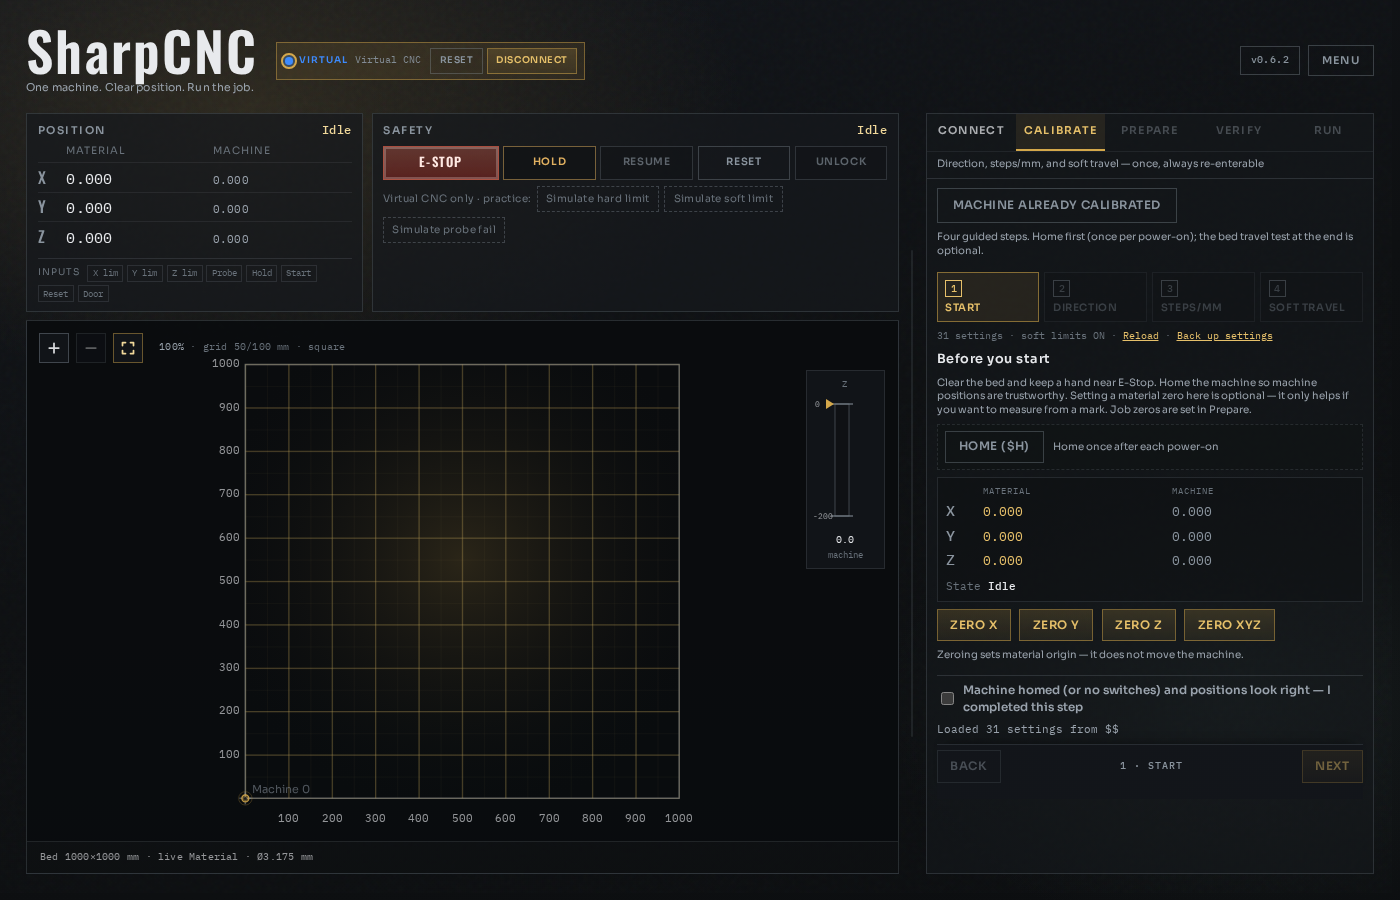 SharpCNC
One machine. Clear position. Run the job.
VIRTUAL Virtual CNC RESET DISCONNECT
v0.6.2 MENU
POSITION Idle
MATERIAL MACHINE
X 0.000 0.000
Y 0.000 0.000
Z 0.000 0.000
INPUTS X lim Y lim Z lim Probe Hold Start
Reset Door
SAFETY Idle
E-STOP HOLD RESUME RESET UNLOCK
Virtual CNC only · practice: Simulate hard limit Simulate soft limit
Simulate probe fail
100% · grid 50/100 mm · square
1000
900
800
700
600
500
400
300
200
100
Machine 0
100 200 300 400 500 600 700 800 900 1000
Z
0
-200
0.0
machine
Bed 1000×1000 mm · live Material · Ø3.175 mm
CONNECT CALIBRATE PREPARE VERIFY RUN
Direction, steps/mm, and soft travel — once, always re-enterable
MACHINE ALREADY CALIBRATED
Four guided steps. Home first (once per power-on); the bed travel test at the end is
optional.
1 2 3 4
START DIRECTION STEPS/MM SOFT TRAVEL
31 settings · soft limits ON · Reload · Back up settings
Before you start
Clear the bed and keep a hand near E-Stop. Home the machine so machine
positions are trustworthy. Setting a material zero here is optional — it only helps if
you want to measure from a mark. Job zeros are set in Prepare.
HOME ($H) Home once after each power-on
MATERIAL MACHINE
X 0.000 0.000
Y 0.000 0.000
Z 0.000 0.000
State Idle
ZERO X ZERO Y ZERO Z ZERO XYZ
Zeroing sets material origin — it does not move the machine.
Machine homed (or no switches) and positions look right — I
completed this step
Loaded 31 settings from $$
BACK 1 · START NEXT